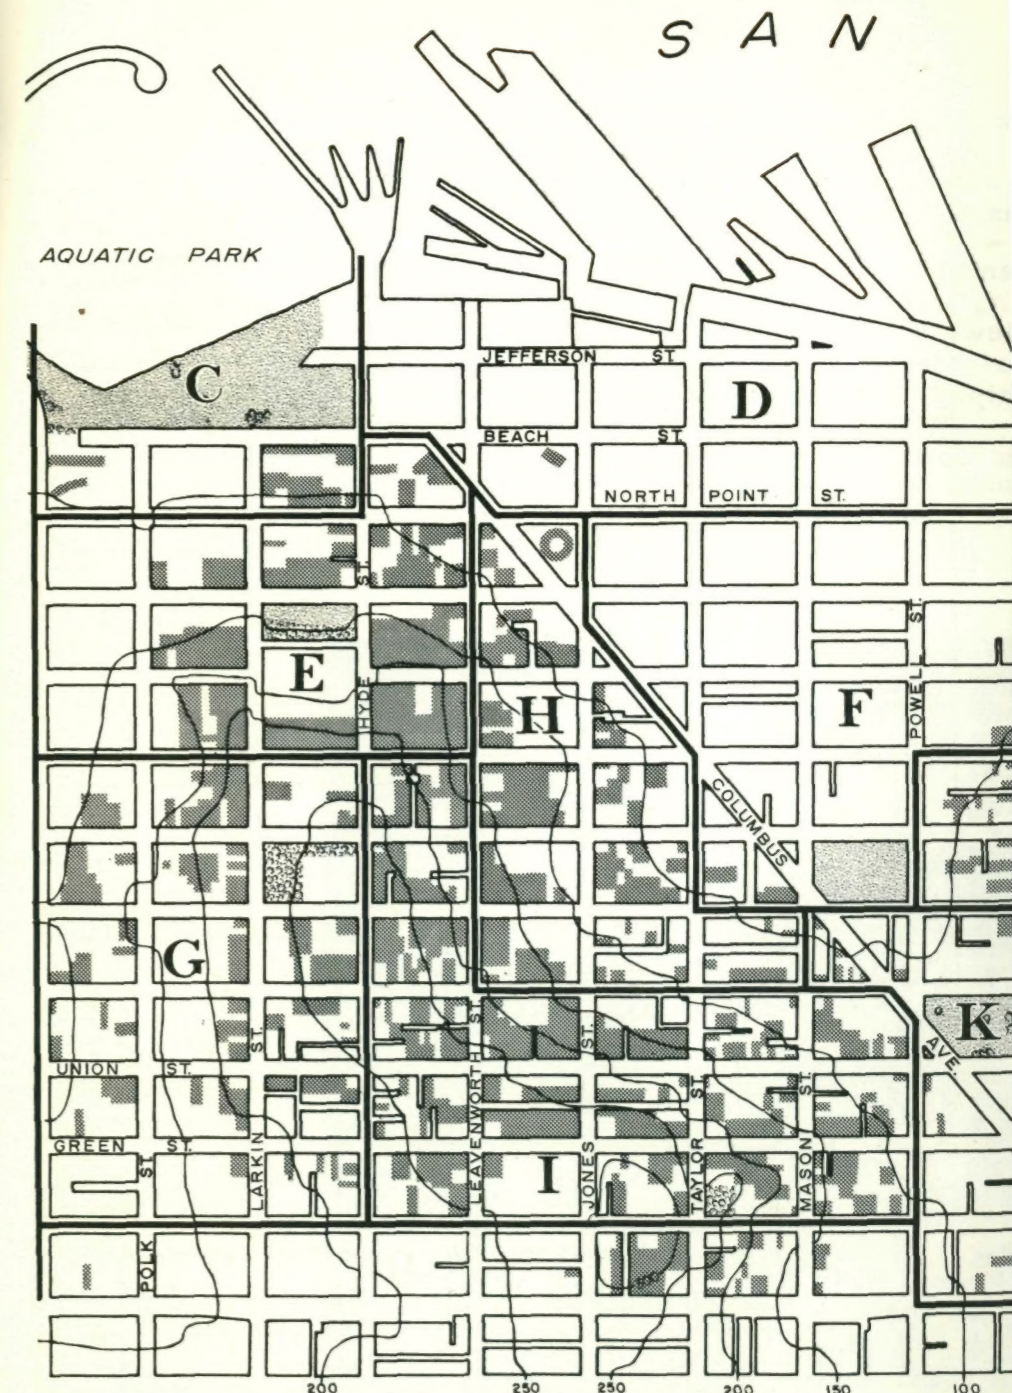 S A N
AQUATIC PARK
C
JEFFERSON ST.
D
BEACH ST.
NORTH POINT ST.
ST.
HYDE
E
H
F
POWELL ST.
COLUMBUS
AVE.
G
K
UNION ST.
GREEN ST.
POLK ST.
LARKIN ST.
LEAVENWORTH ST.
JONES ST.
TAYLOR ST.
MASON ST.
I
300
200
250
250
200
150
100